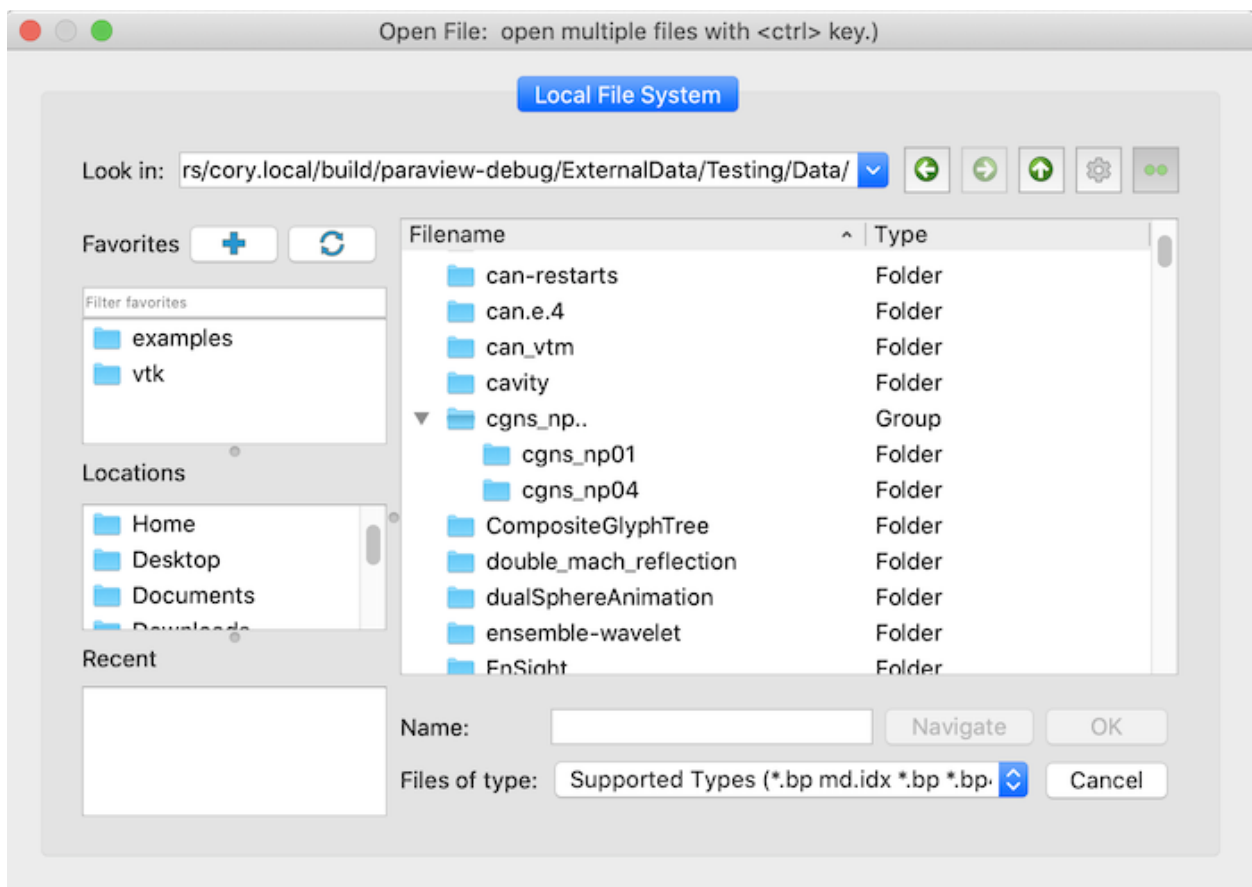 Open File:  open multiple files with <ctrl> key.)
Local File System
Look in: rs/cory.local/build/paraview-debug/ExternalData/Testing/Data/
Favorites
Filter favorites
examples
vtk
Locations
Home
Desktop
Documents
Downloads
Recent
Filename Type
can-restarts Folder
can.e.4 Folder
can_vtm Folder
cavity Folder
cgns_np.. Group
cgns_np01 Folder
cgns_np04 Folder
CompositeGlyphTree Folder
double_mach_reflection Folder
dualSphereAnimation Folder
ensemble-wavelet Folder
EnSight Folder
Name: Navigate OK
Files of type: Supported Types (*.bp md.idx *.bp *.bp4 Cancel